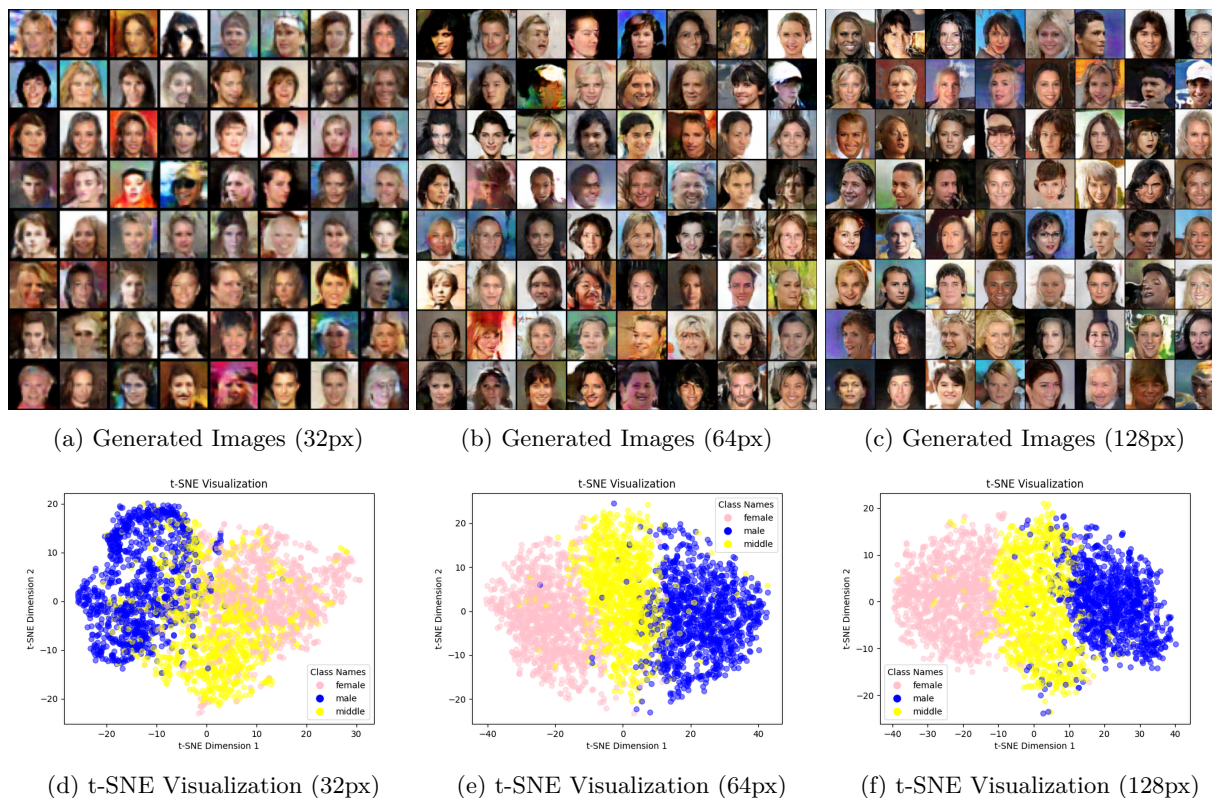 (a) Generated Images (32px)
(b) Generated Images (64px)
(c) Generated Images (128px)
t-SNE Visualization
20
10
0
−10
−20
t-SNE Dimension 2
−20
−10
0
10
20
30
t-SNE Dimension 1
Class Names
female
male
middle
t-SNE Visualization
20
10
0
−10
−20
t-SNE Dimension 2
−40
−20
0
20
40
t-SNE Dimension 1
Class Names
female
male
middle
t-SNE Visualization
20
10
0
−10
−20
t-SNE Dimension 2
−40
−30
−20
−10
0
10
20
30
40
t-SNE Dimension 1
Class Names
female
male
middle
(d) t-SNE Visualization (32px)
(e) t-SNE Visualization (64px)
(f) t-SNE Visualization (128px)